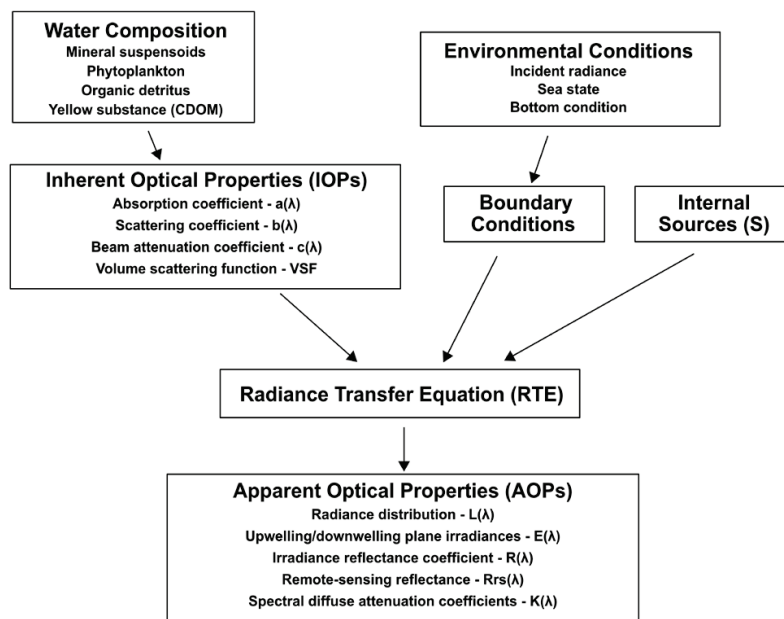 Water Composition
Mineral suspensoids
Phytoplankton
Organic detritus
Yellow substance (CDOM)
Environmental Conditions
Incident radiance
Sea state
Bottom condition
Inherent Optical Properties (IOPs)
Absorption coefficient - a(λ)
Scattering coefficient - b(λ)
Beam attenuation coefficient - c(λ)
Volume scattering function - VSF
Boundary
Conditions
Internal
Sources (S)
Radiance Transfer Equation (RTE)
Apparent Optical Properties (AOPs)
Radiance distribution - L(λ)
Upwelling/downwelling plane irradiances - E(λ)
Irradiance reflectance coefficient - R(λ)
Remote-sensing reflectance - Rrs(λ)
Spectral diffuse attenuation coefficients - K(λ)